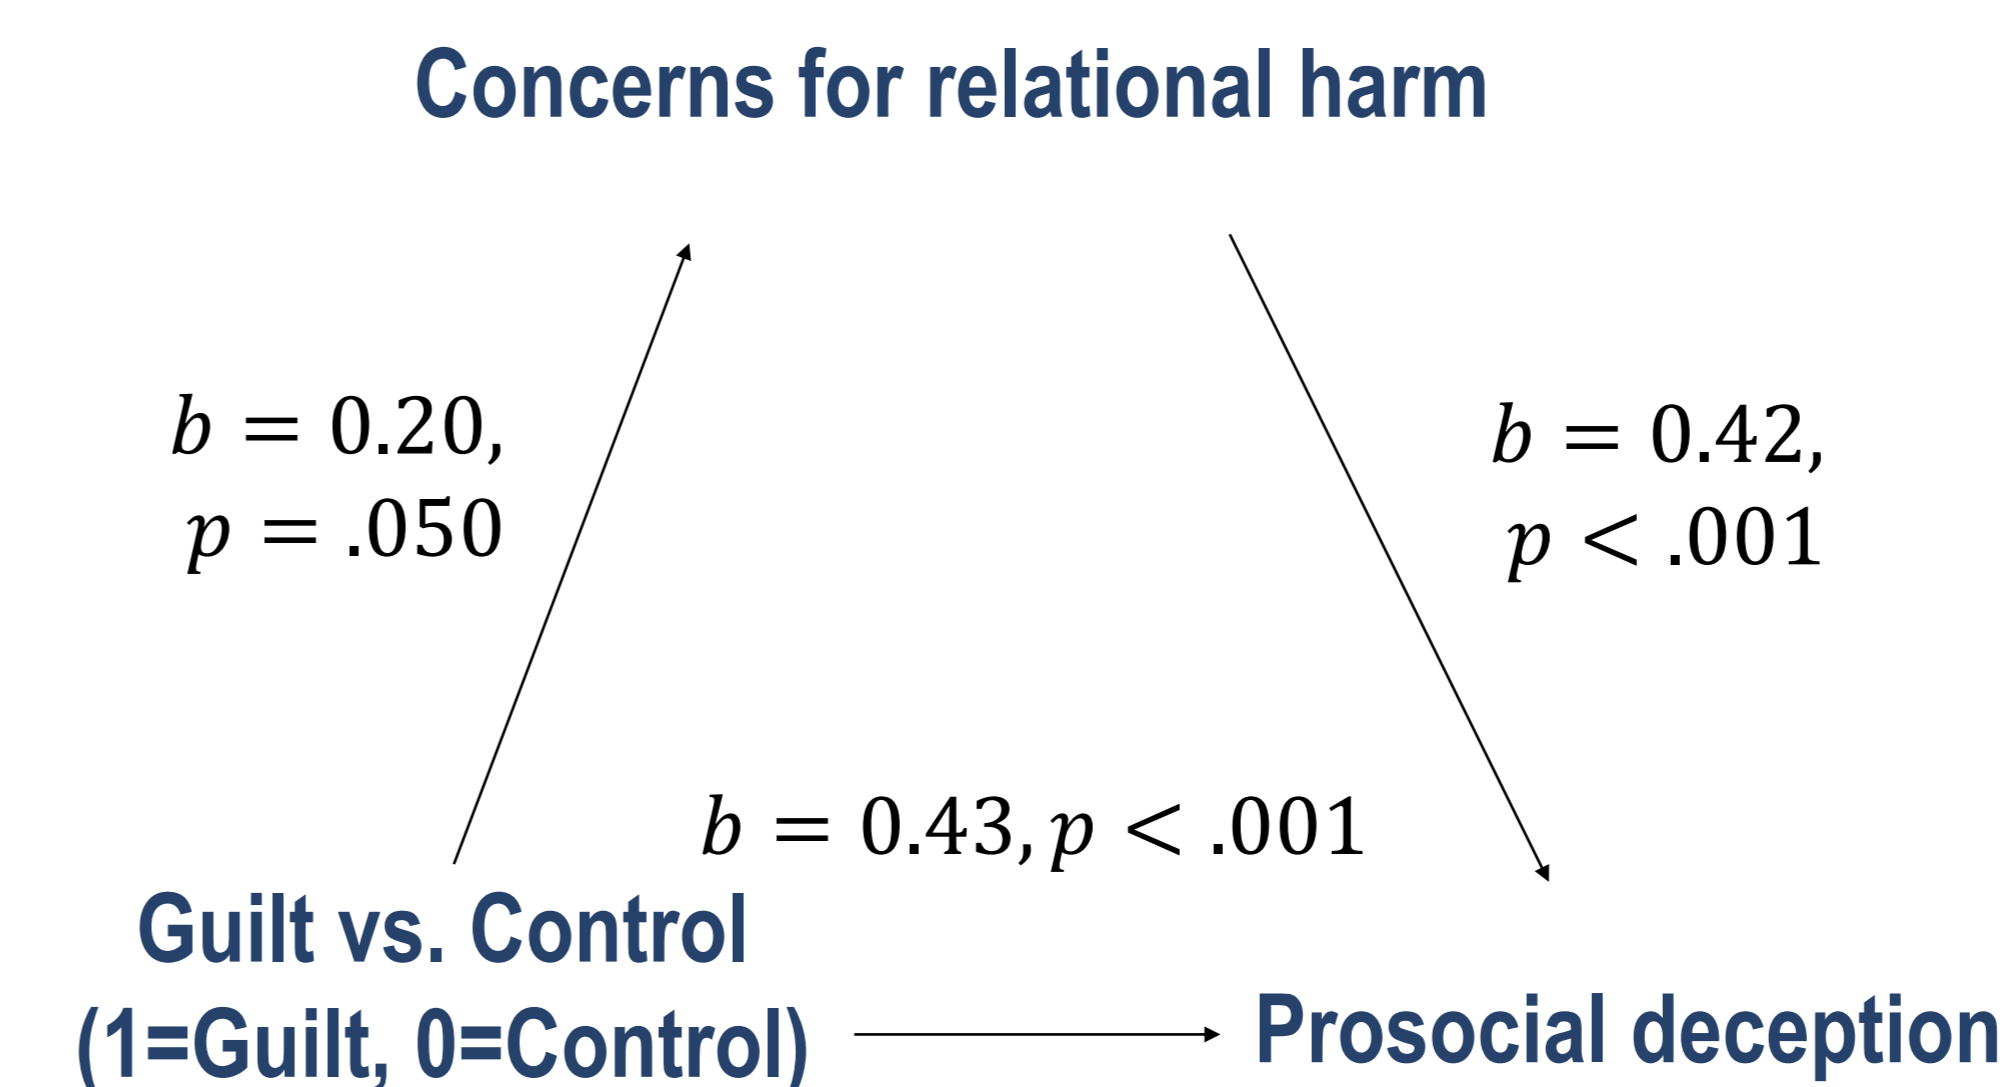 Concerns for relational harm
b = 0.20,
p = .050
b = 0.42,
p < .001
b = 0.43, p < .001
Guilt vs. Control
(1=Guilt, 0=Control)
Prosocial deception